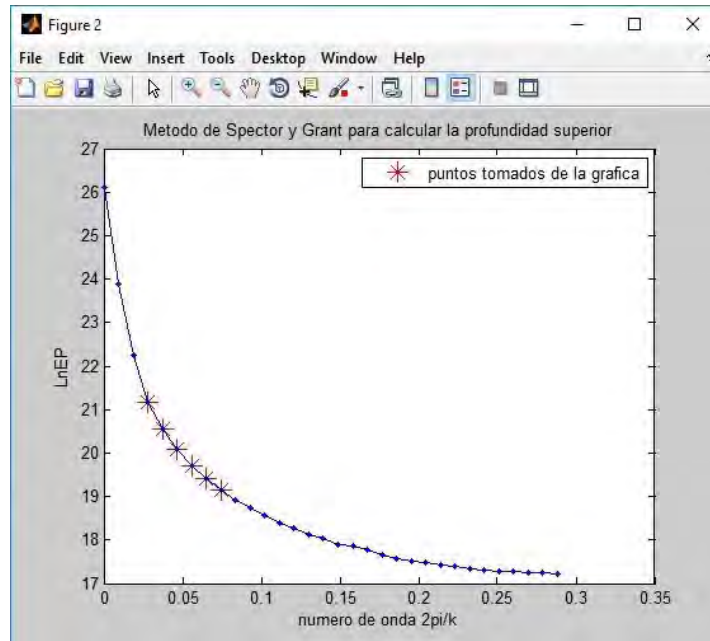 Figure 2
File Edit View Insert Tools Desktop Window Help
Metodo de Spector y Grant para calcular la profundidad superior
puntos tomados de la grafica
27
26
25
24
23
22
21
20
19
18
17
LnEP
0 0.05 0.1 0.15 0.2 0.25 0.3 0.35
numero de onda 2pi/k